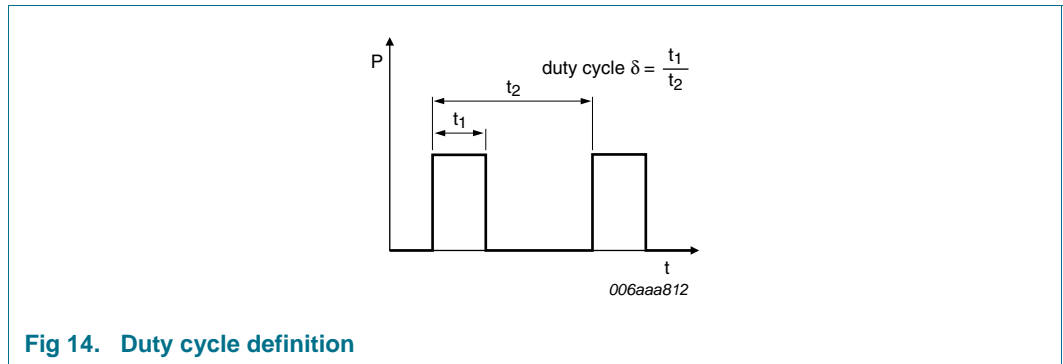 P
duty cycle δ = t1
t2
t2
t1
t
006aaa812
Fig 14. Duty cycle definition